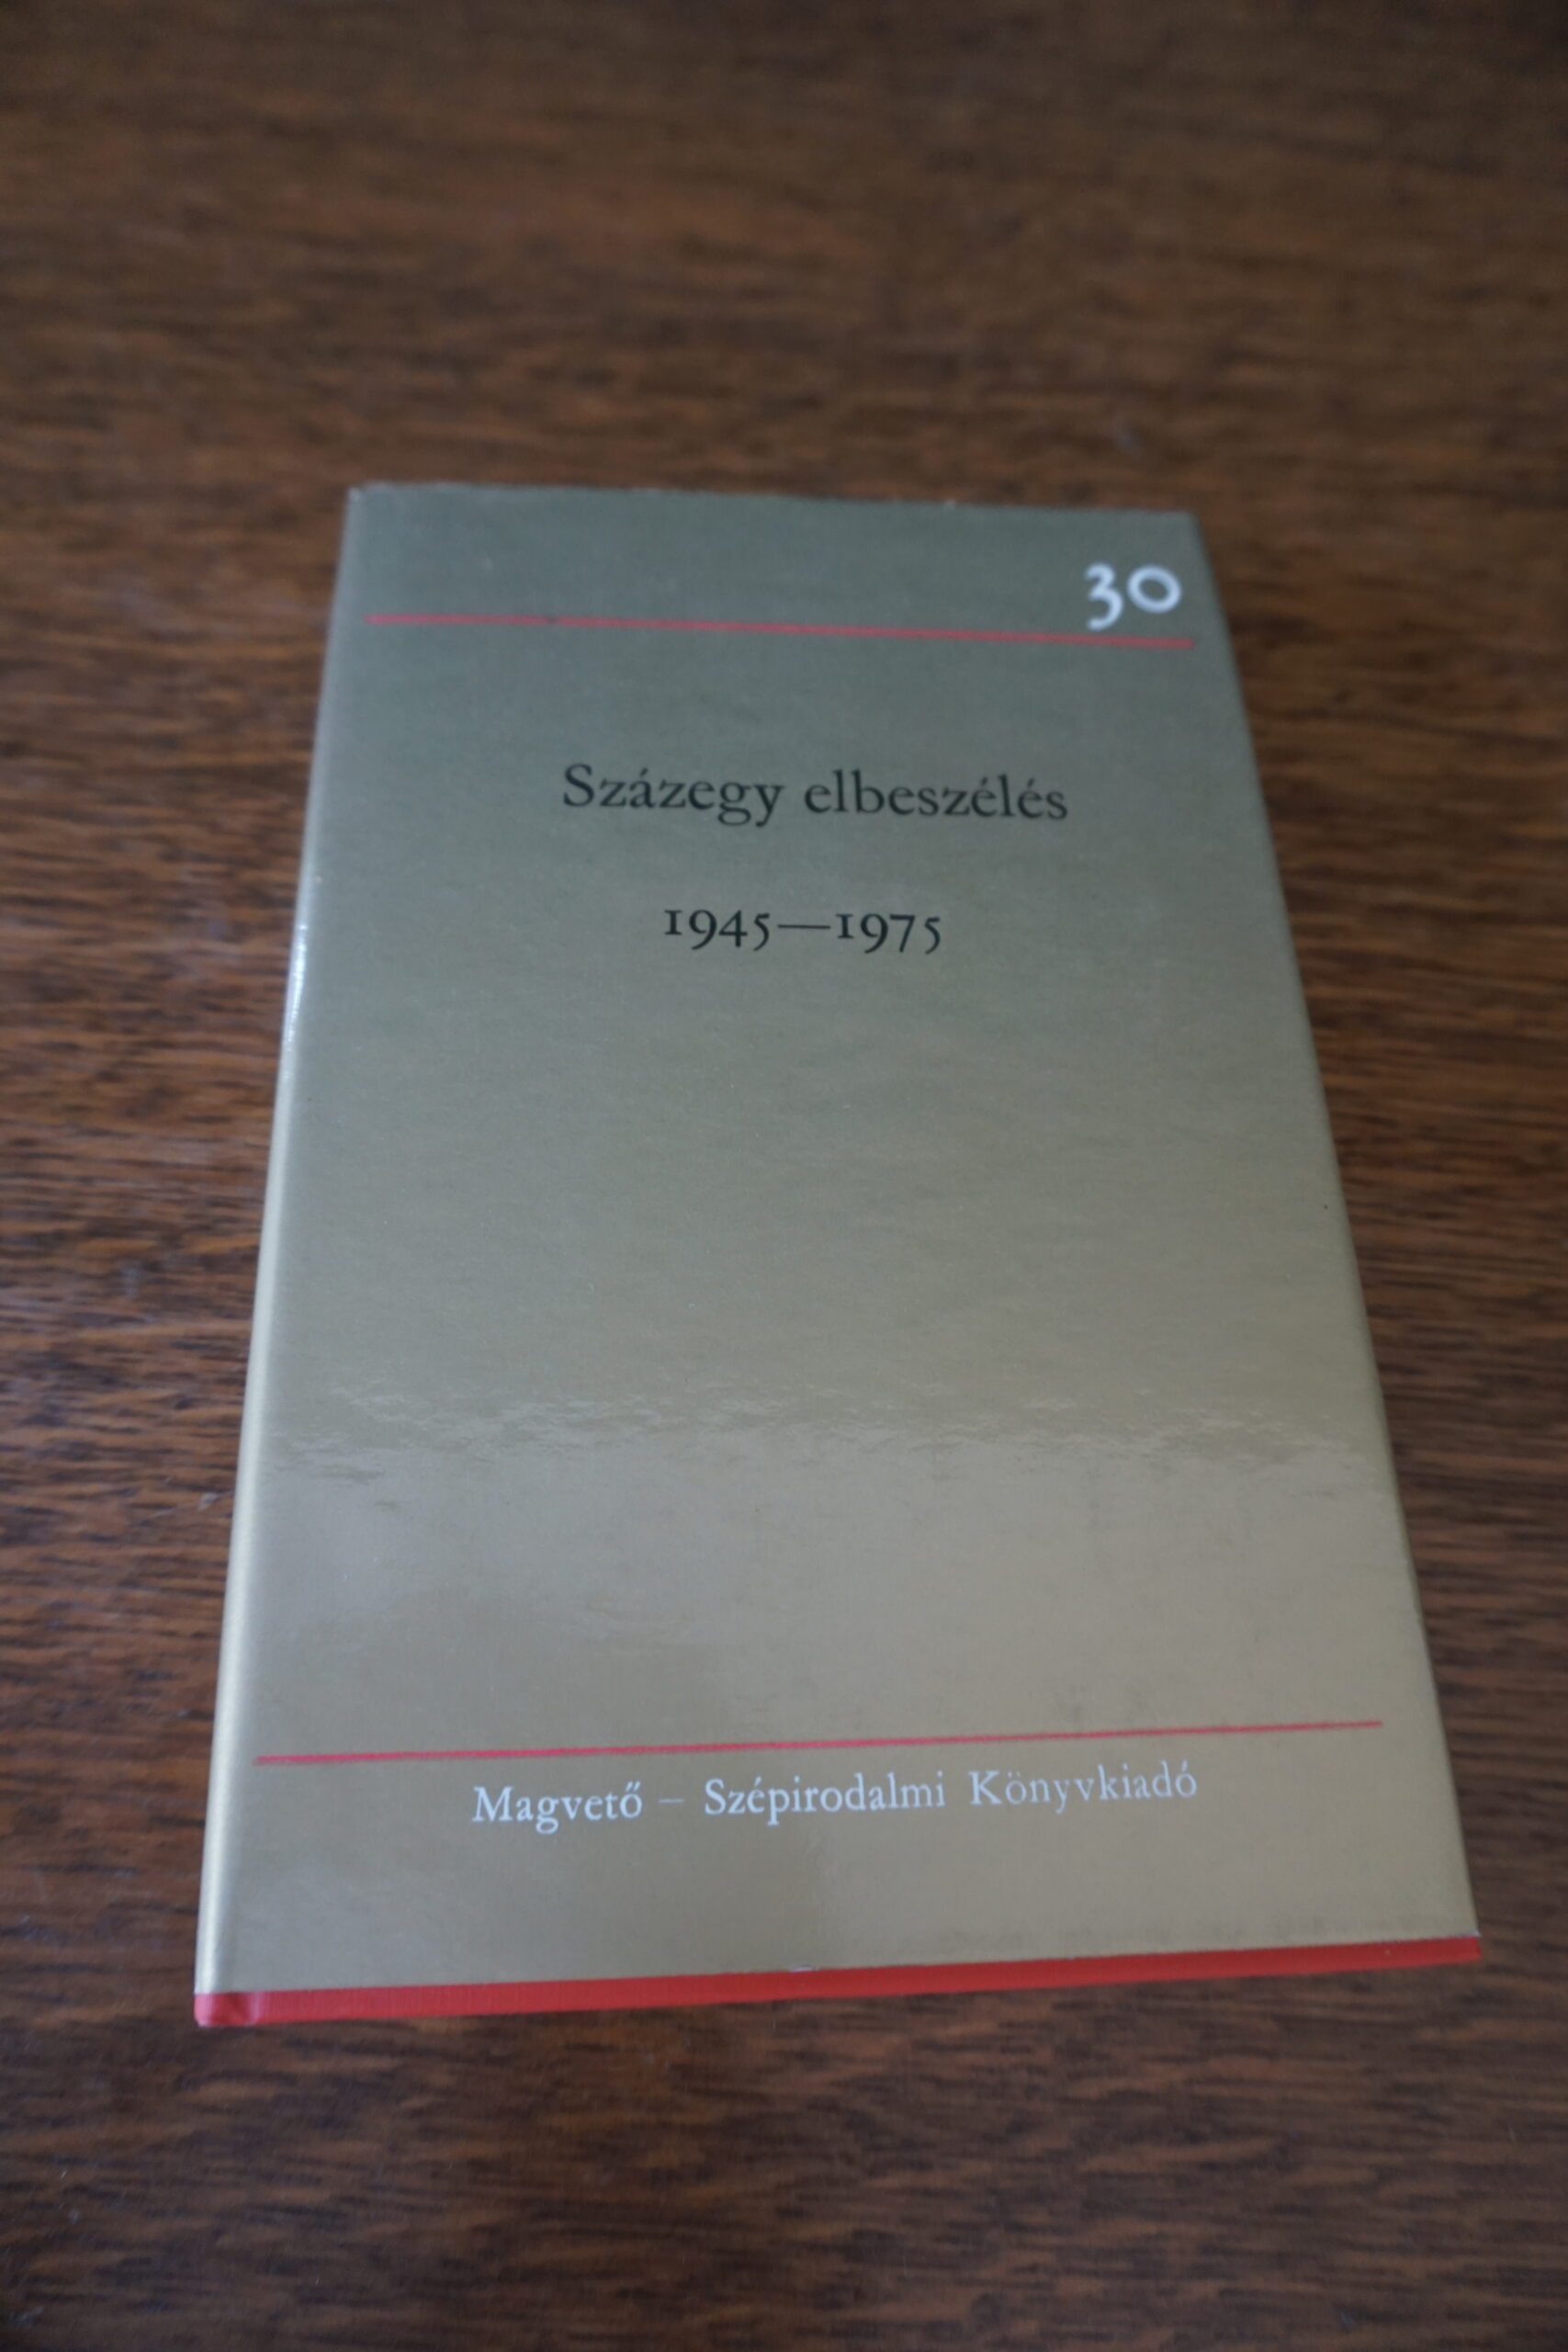 30
Százegy elbeszélés
1945—1975
Magvető – Szépirodalmi Könyvkiadó